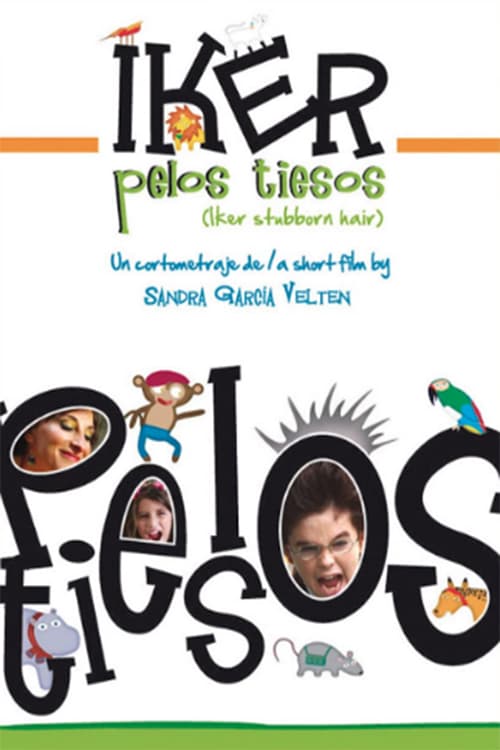 IKER
pelos tiesos
(Iker stubborn hair)
Un cortometraje de / a short film by
SANDRA GARCÍA VELTEN
pelos
tiesos